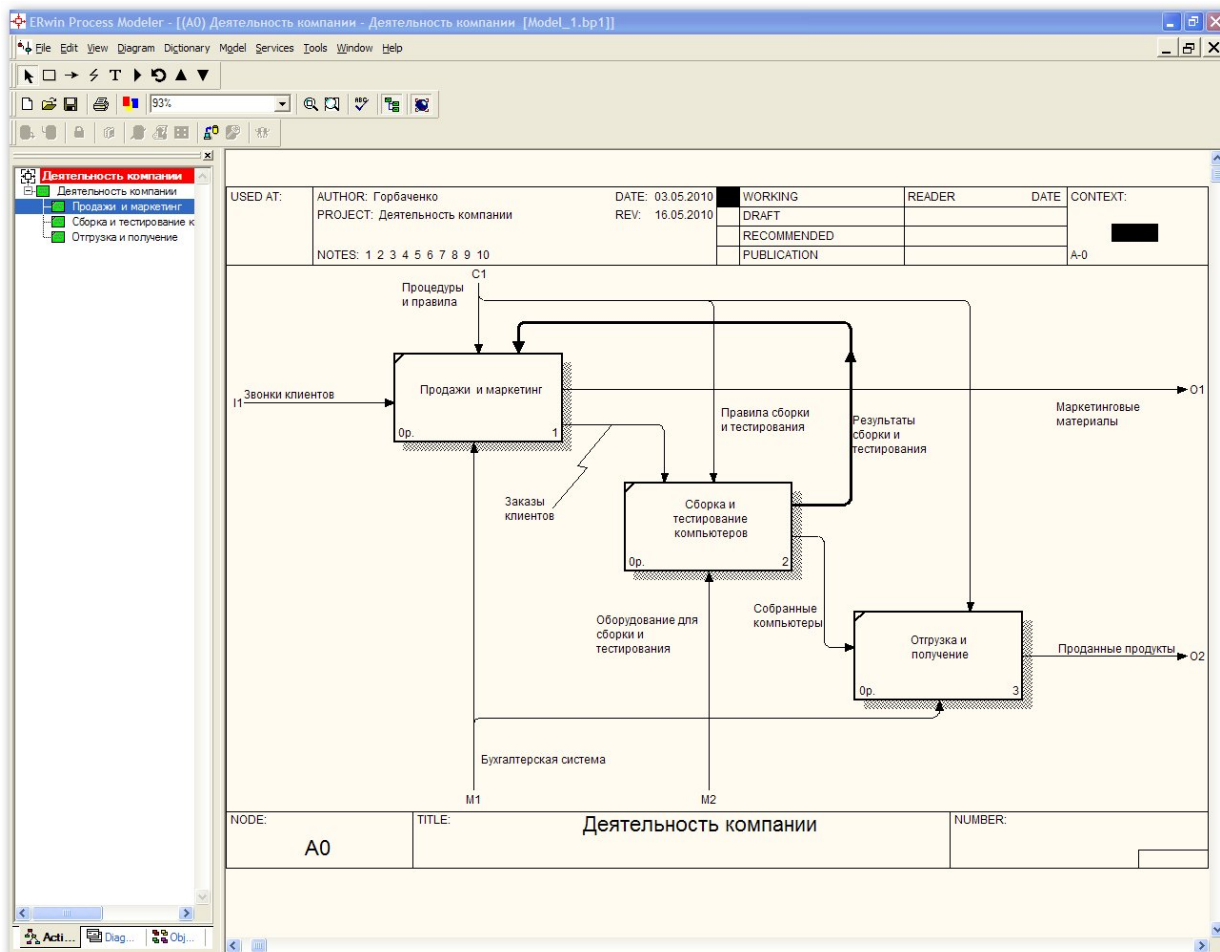 ERwin Process Modeler - [(A0) Деятельность компании - Деятельность компании [Model_1.bp1]]
File Edit View Diagram Dictionary Model Services Tools Window Help
93%
Деятельность компании
Деятельность компании
Продажи и маркетинг
Сборка и тестирование к
Отгрузка и получение
USED AT:
AUTHOR: Горбаченко
DATE: 03.05.2010
PROJECT: Деятельность компании
REV: 16.05.2010
NOTES: 1 2 3 4 5 6 7 8 9 10
WORKING
DRAFT
RECOMMENDED
PUBLICATION
READER
DATE
CONTEXT:
A-0
C1
Процедуры
и правила
I1
Звонки клиентов
Продажи и маркетинг
0р.
1
O1
Маркетинговые
материалы
Правила сборки
и тестирования
Результаты
сборки и
тестирования
Заказы
клиентов
Сборка и
тестирование
компьютеров
0р.
2
Оборудование для
сборки и
тестирования
Собранные
компьютеры
Отгрузка и
получение
0р.
3
Проданные продукты
O2
Бухгалтерская система
M1
M2
NODE:
A0
TITLE:
Деятельность компании
NUMBER:
Acti...
Diag...
Obj...